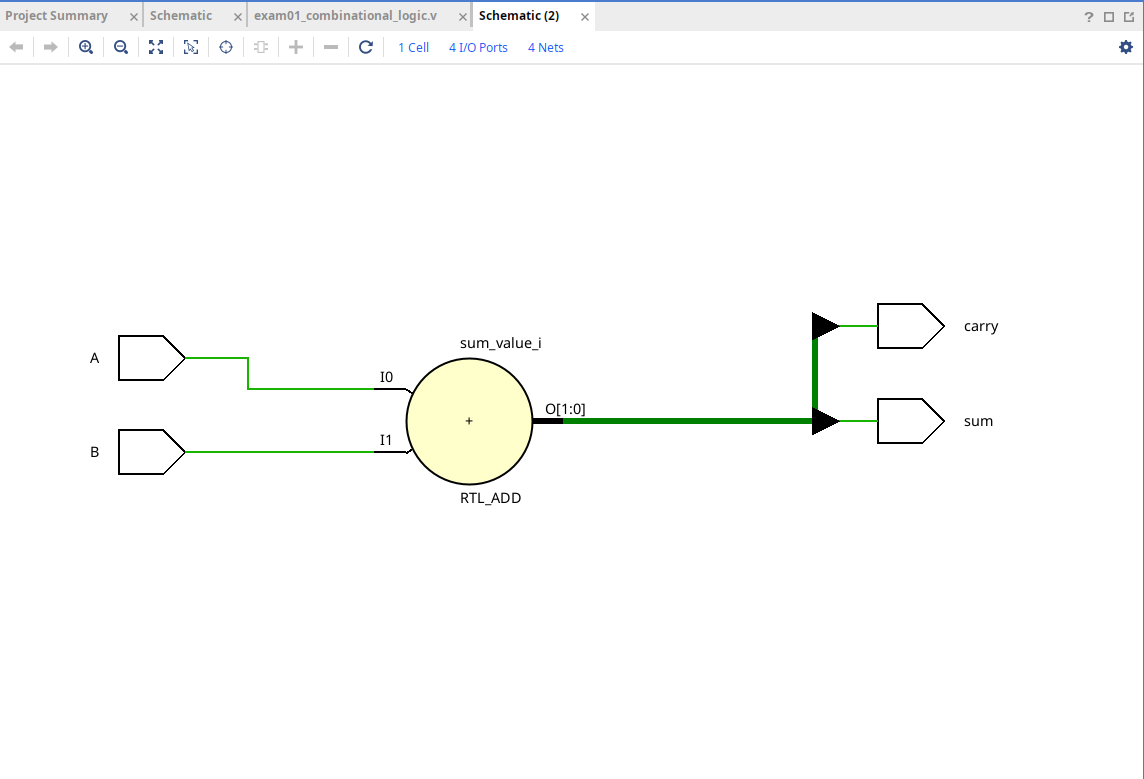 Project Summary
Schematic
exam01_combinational_logic.v
Schematic (2)
?
1 Cell
4 I/O Ports
4 Nets
carry
sum_value_i
A
I0
O[1:0]
+
sum
I1
B
RTL_ADD